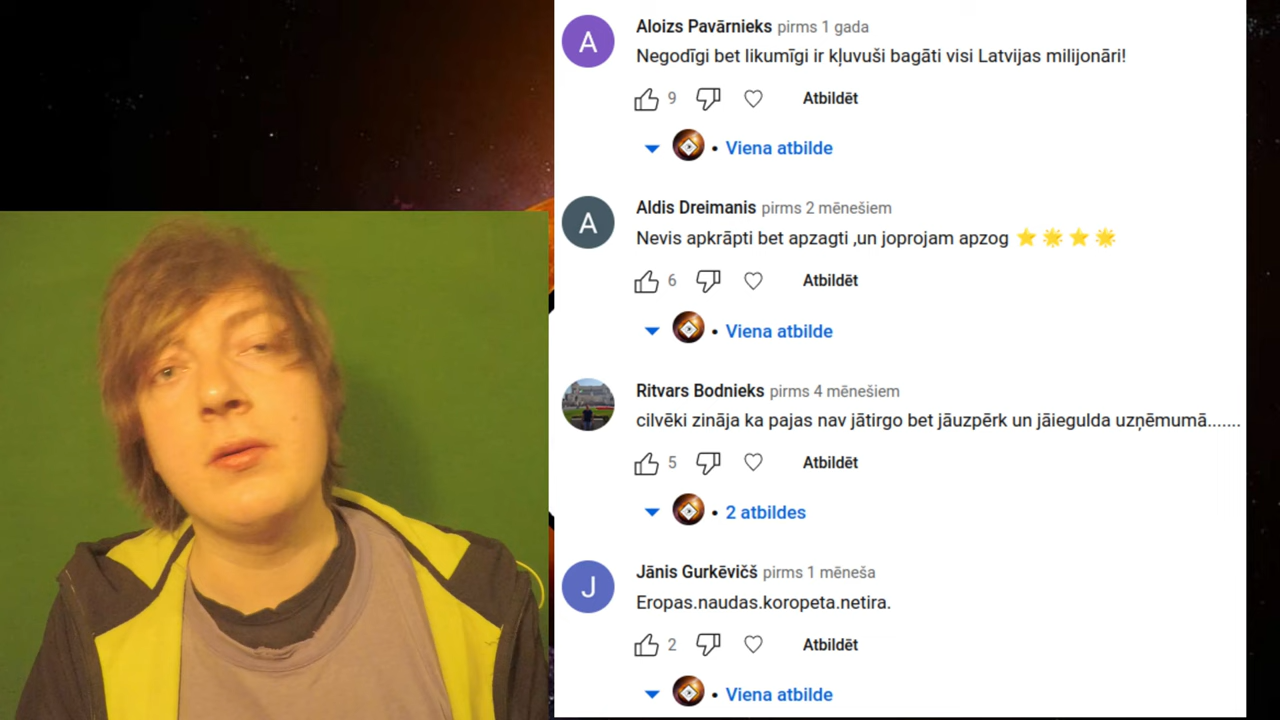 A
Aloizs Pavārnieks pirms 1 gada
Negodīgi bet likumīgi ir kļuvuši bagāti visi Latvijas milijonāri!
9 Atbildēt
• Viena atbilde
A
Aldis Dreimanis pirms 2 mēnešiem
Nevis apkrāpti bet apzagti ,un joprojam apzog ⭐🌟⭐🌟
6 Atbildēt
• Viena atbilde
Ritvars Bodnieks pirms 4 mēnešiem
cilvēki zināja ka pajas nav jātirgo bet jāuzpērk un jāiegulda uzņēmumā.......
5 Atbildēt
• 2 atbildes
J
Jānis Gurkēvičš pirms 1 mēneša
Eropas.naudas.koropeta.netira.
2 Atbildēt
• Viena atbilde